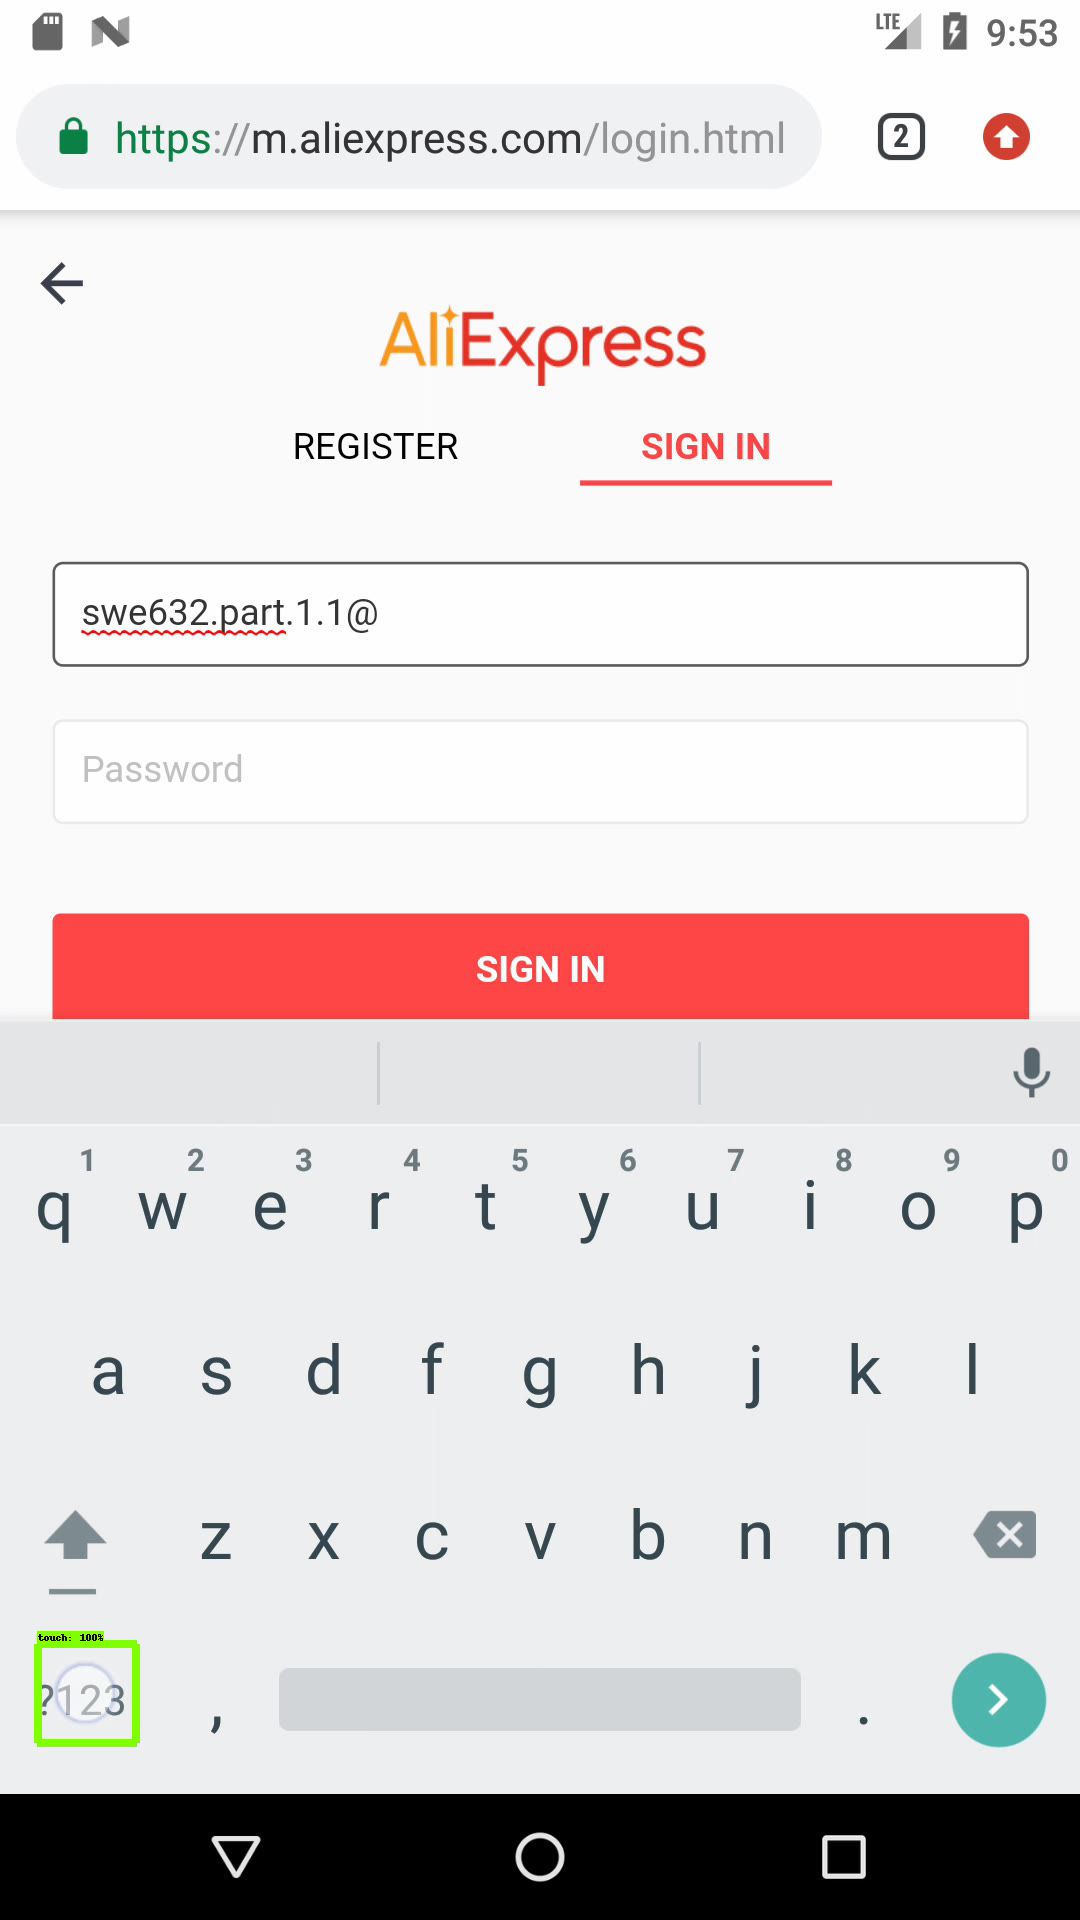 LTE 9:53
https://m.aliexpress.com/login.html 2
AliExpress
REGISTER SIGN IN
swe632.part.1.1@
Password
SIGN IN
1 2 3 4 5 6 7 8 9 0
q w e r t y u i o p
a s d f g h j k l
z x c v b n m
touch: 100%
?123 , .